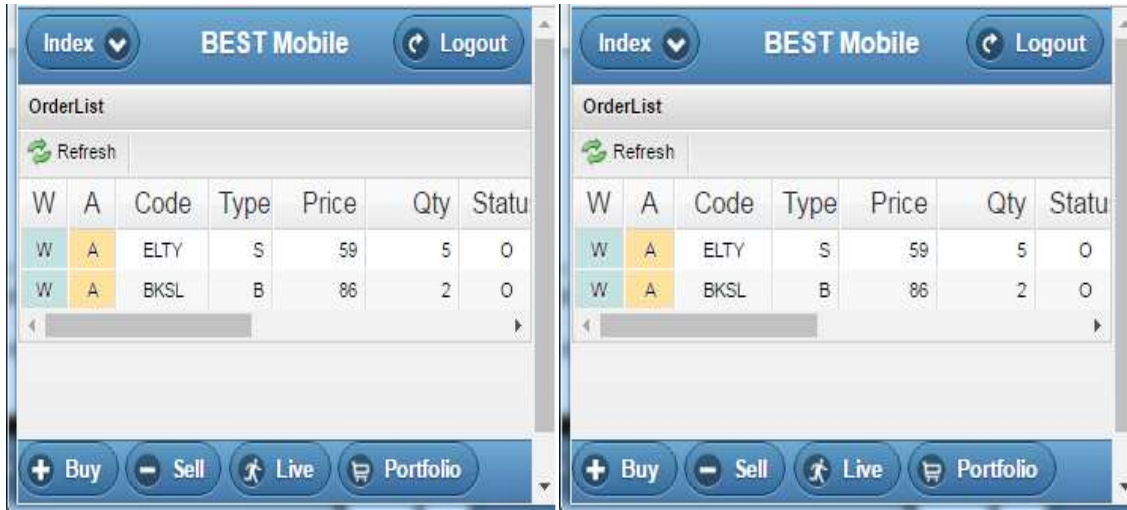 Index BEST Mobile Logout
OrderList
Refresh
W A Code Type Price Qty Statu
W A ELTY S 59 5 O
W A BKSL B 86 2 O
Buy Sell Live Portfolio
Index BEST Mobile Logout
OrderList
Refresh
W A Code Type Price Qty Statu
W A ELTY S 59 5 O
W A BKSL B 86 2 O
Buy Sell Live Portfolio